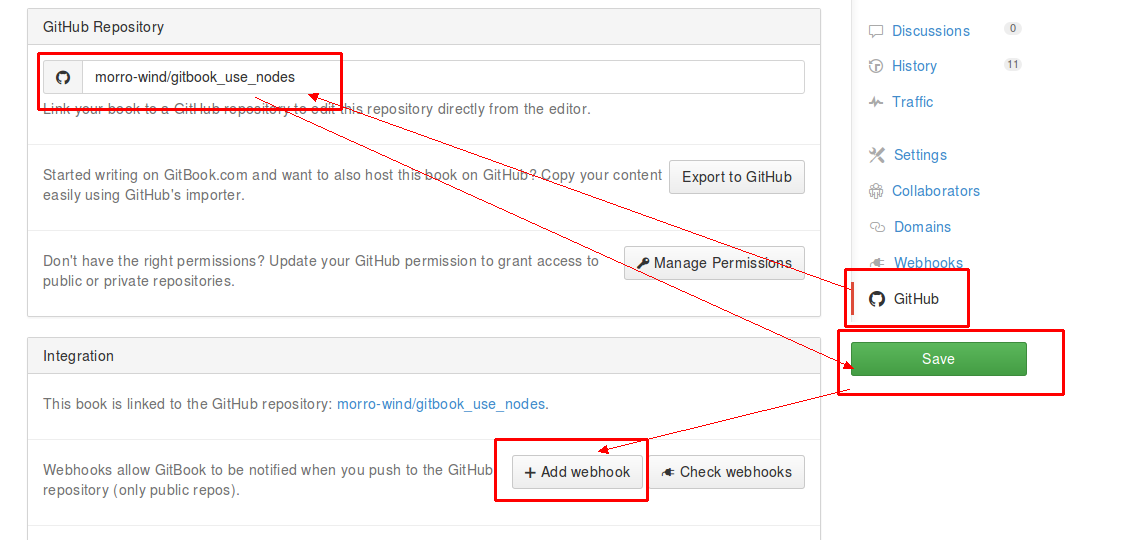 GitHub Repository
morro-wind/gitbook_use_nodes
Link your book to a GitHub repository to edit this repository directly from the editor.
Started writing on GitBook.com and want to also host this book on GitHub? Copy your content
easily using GitHub's importer.
Export to GitHub
Don't have the right permissions? Update your GitHub permission to grant access to
public or private repositories.
Manage Permissions
Integration
This book is linked to the GitHub repository: morro-wind/gitbook_use_nodes.
Webhooks allow GitBook to be notified when you push to the GitHub
repository (only public repos).
Add webhook
Check webhooks
Discussions 0
History 11
Traffic
Settings
Collaborators
Domains
Webhooks
GitHub
Save